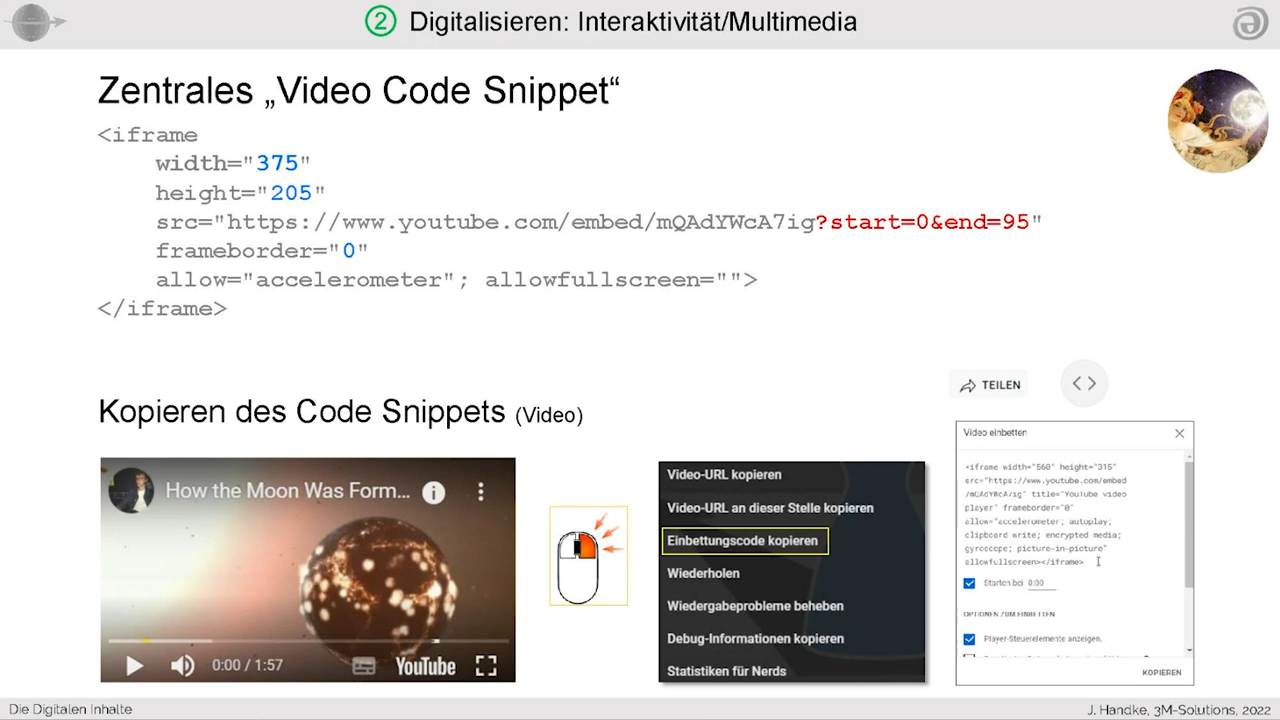 ② Digitalisieren: Interaktivität/Multimedia
Zentrales „Video Code Snippet“
<iframe
width="375"
height="205"
src="https://www.youtube.com/embed/mQAdYWcA7ig?start=0&end=95"
frameborder="0"
allow="accelerometer"; allowfullscreen="">
</iframe>
Kopieren des Code Snippets (Video)
TEILEN
How the Moon Was Form...
0:00 / 1:57
YouTube
Video-URL kopieren
Video-URL an dieser Stelle kopieren
Einbettungscode kopieren
Wiederholen
Wiedergabeprobleme beheben
Debug-Informationen kopieren
Statistiken für Nerds
Video einbetten
<iframe width="560" height="315"
src="https://www.youtube.com/embed
/mQAdYWcA7ig" title="YouTube video
player" frameborder="0"
allow="accelerometer; autoplay;
clipboard write; encrypted media;
gyroscope; picture-in-picture"
allowfullscreen></iframe>
Starten bei 0:00
OPTIONEN ZUM EINBETTEN
Player-Steuerelemente anzeigen.
KOPIEREN
Die Digitalen Inhalte
J. Handke, 3M-Solutions, 2022